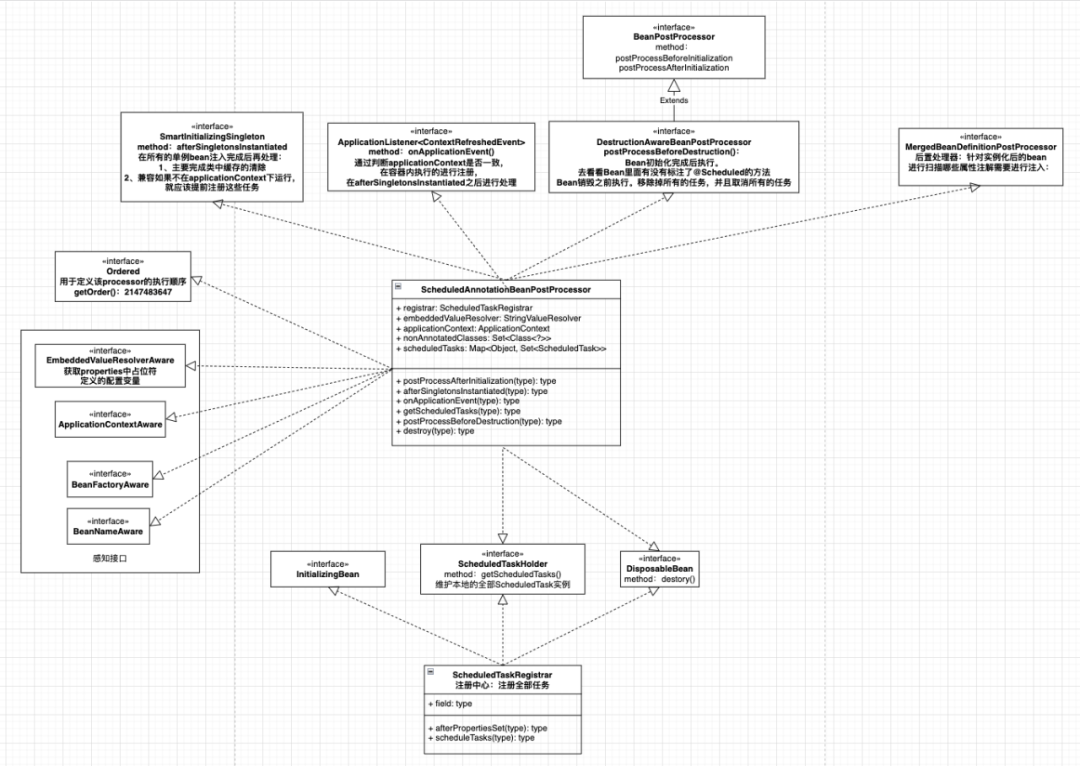 «interface»
BeanPostProcessor
method：
postProcessBeforeInitialization
postProcessAfterInitialization
Extends
«interface»
SmartInitializingSingleton
method：afterSingletonsInstantiated
在所有的单例bean注入完成后再处理：
1、主要完成类中缓存的清除
2、兼容如果不在applicationContext下运行，
就应该提前注册这些任务
«interface»
ApplicationListener<ContextRefreshedEvent>
method：onApplicationEvent()
通过判断applicationContext是否一致，
在容器内执行的进行注册，
在afterSingletonsInstantiated之后进行处理
«interface»
DestructionAwareBeanPostProcessor
postProcessBeforeDestruction()：
Bean初始化完成后执行。
去看看Bean里面有没有标注了@Scheduled的方法
Bean销毁之前执行。移除掉所有的任务，并且取消所有的任务
«interface»
MergedBeanDefinitionPostProcessor
后置处理器：针对实例化后的bean
进行扫描哪些属性注解需要进行注入：
«interface»
Ordered
用于定义该processor的执行顺序
getOrder()：2147483647
ScheduledAnnotationBeanPostProcessor
+ registrar: ScheduledTaskRegistrar
+ embeddedValueResolver: StringValueResolver
+ applicationContext: ApplicationContext
+ nonAnnotatedClasses: Set<Class<?>>
+ scheduledTasks: Map<Object, Set<ScheduledTask>>
+ postProcessAfterInitialization(type): type
+ afterSingletonsInstantiated(type): type
+ onApplicationEvent(type): type
+ getScheduledTasks(type): type
+ postProcessBeforeDestruction(type): type
+ destroy(type): type
«interface»
EmbeddedValueResolverAware
获取properties中占位符
定义的配置变量
«interface»
ApplicationContextAware
«interface»
BeanFactoryAware
«interface»
BeanNameAware
感知接口
«interface»
InitializingBean
«interface»
ScheduledTaskHolder
method：getScheduledTasks()
维护本地的全部ScheduledTask实例
«interface»
DisposableBean
method：destory()
ScheduledTaskRegistrar
注册中心：注册全部任务
+ field: type
+ afterPropertiesSet(type): type
+ scheduleTasks(type): type